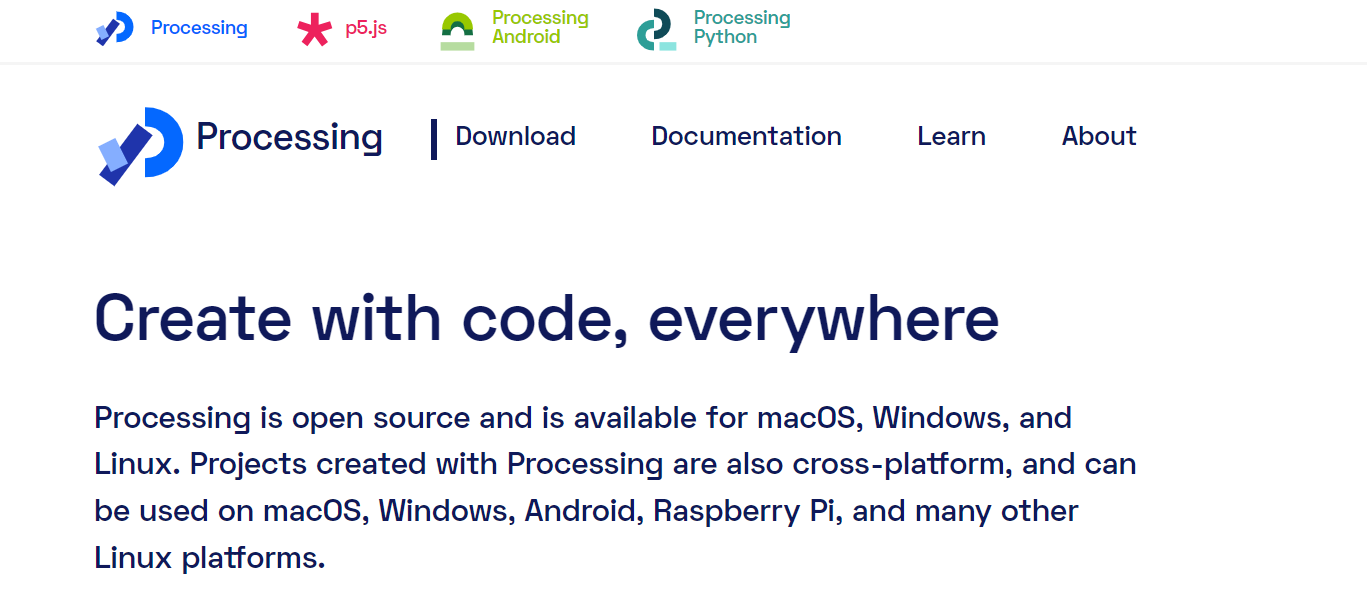 Processing
p5.js
Processing
Android
Processing
Python
Processing
Download
Documentation
Learn
About
Create with code, everywhere
Processing is open source and is available for macOS, Windows, and
Linux. Projects created with Processing are also cross-platform, and can
be used on macOS, Windows, Android, Raspberry Pi, and many other
Linux platforms.